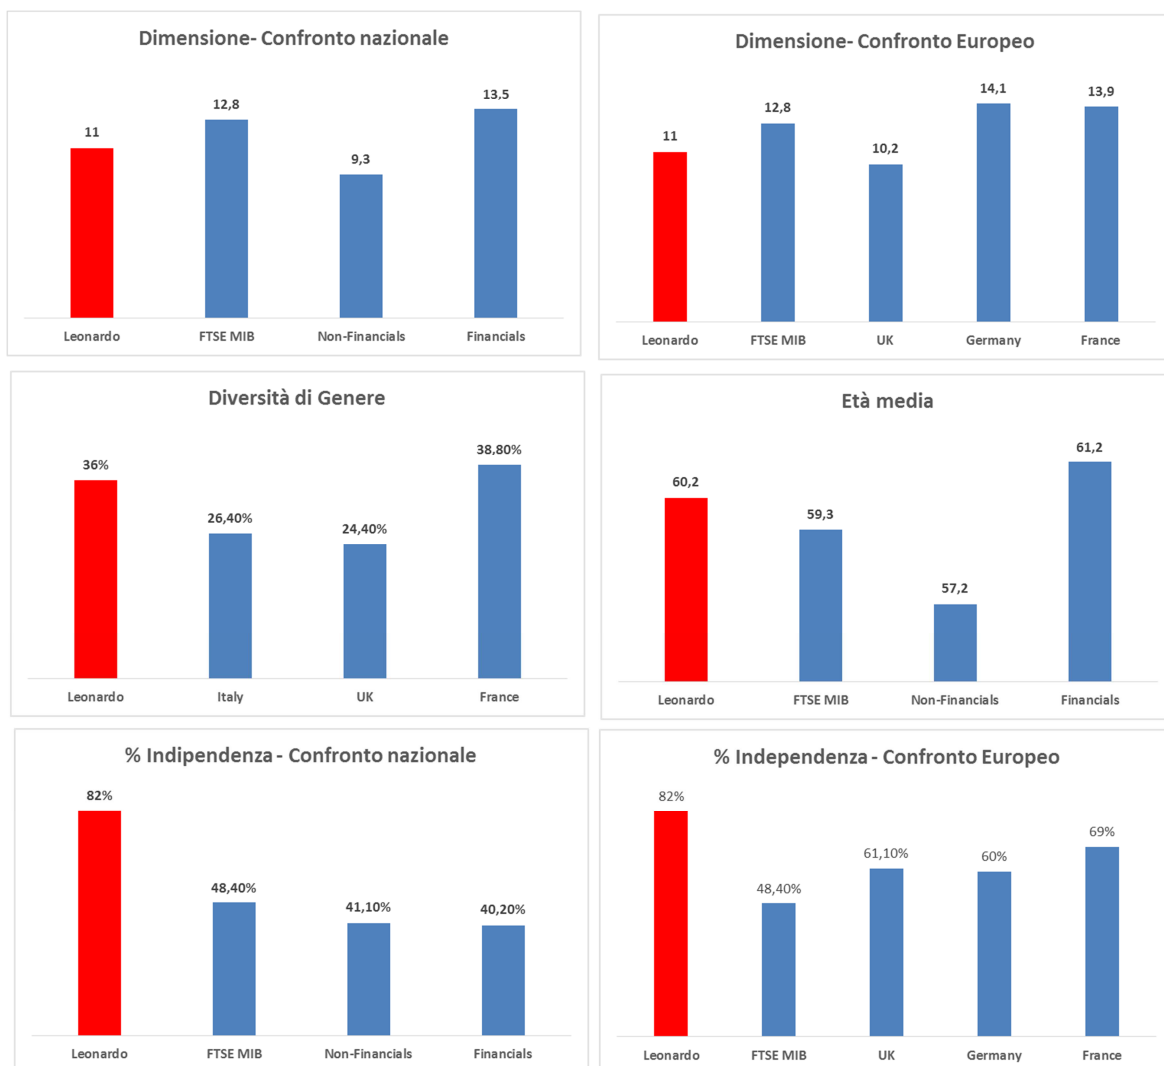 Dimensione- Confronto nazionale
11
12,8
9,3
13,5
Leonardo
FTSE MIB
Non-Financials
Financials
Dimensione- Confronto Europeo
11
12,8
10,2
14,1
13,9
Leonardo
FTSE MIB
UK
Germany
France
Diversità di Genere
36%
26,40%
24,40%
38,80%
Leonardo
Italy
UK
France
Età media
60,2
59,3
57,2
61,2
Leonardo
FTSE MIB
Non-Financials
Financials
% Indipendenza - Confronto nazionale
82%
48,40%
41,10%
40,20%
Leonardo
FTSE MIB
Non-Financials
Financials
% Independenza - Confronto Europeo
82%
48,40%
61,10%
60%
69%
Leonardo
FTSE MIB
UK
Germany
France